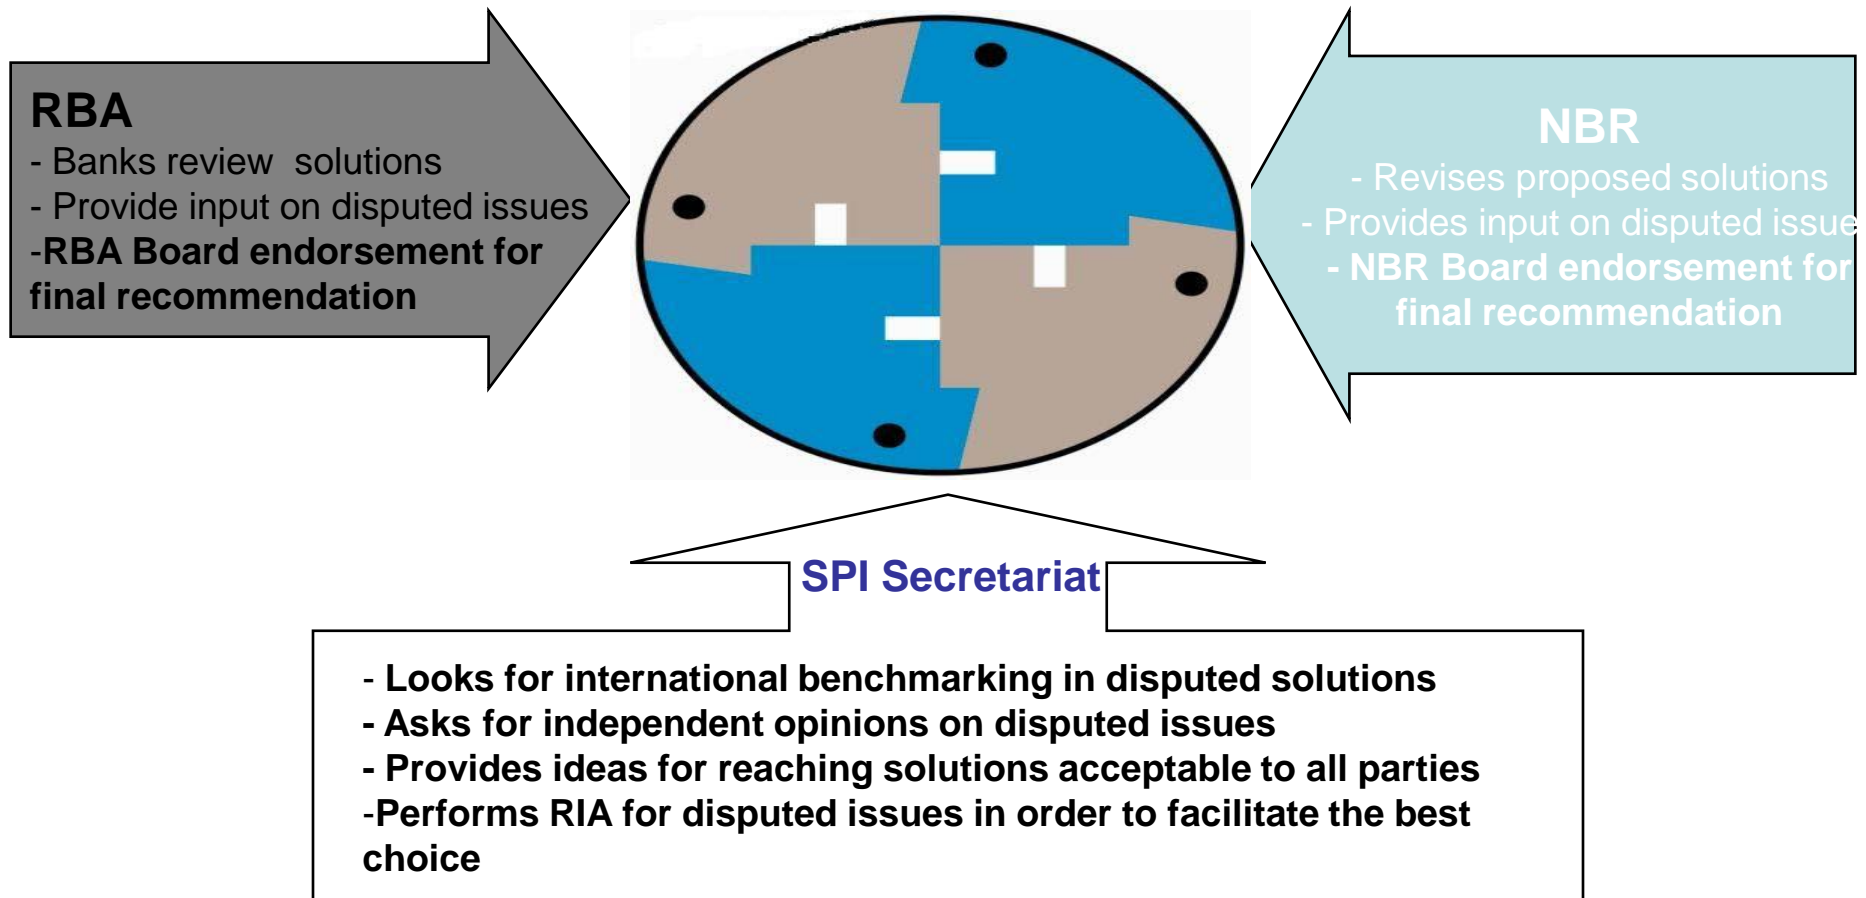 RBA
- Banks review  solutions
- Provide input on disputed issues
-RBA Board endorsement for
final recommendation
NBR
- Revises proposed solutions
- Provides input on disputed issue
- NBR Board endorsement for
final recommendation
SPI Secretariat
- Looks for international benchmarking in disputed solutions
- Asks for independent opinions on disputed issues
- Provides ideas for reaching solutions acceptable to all parties
-Performs RIA for disputed issues in order to facilitate the best
choice